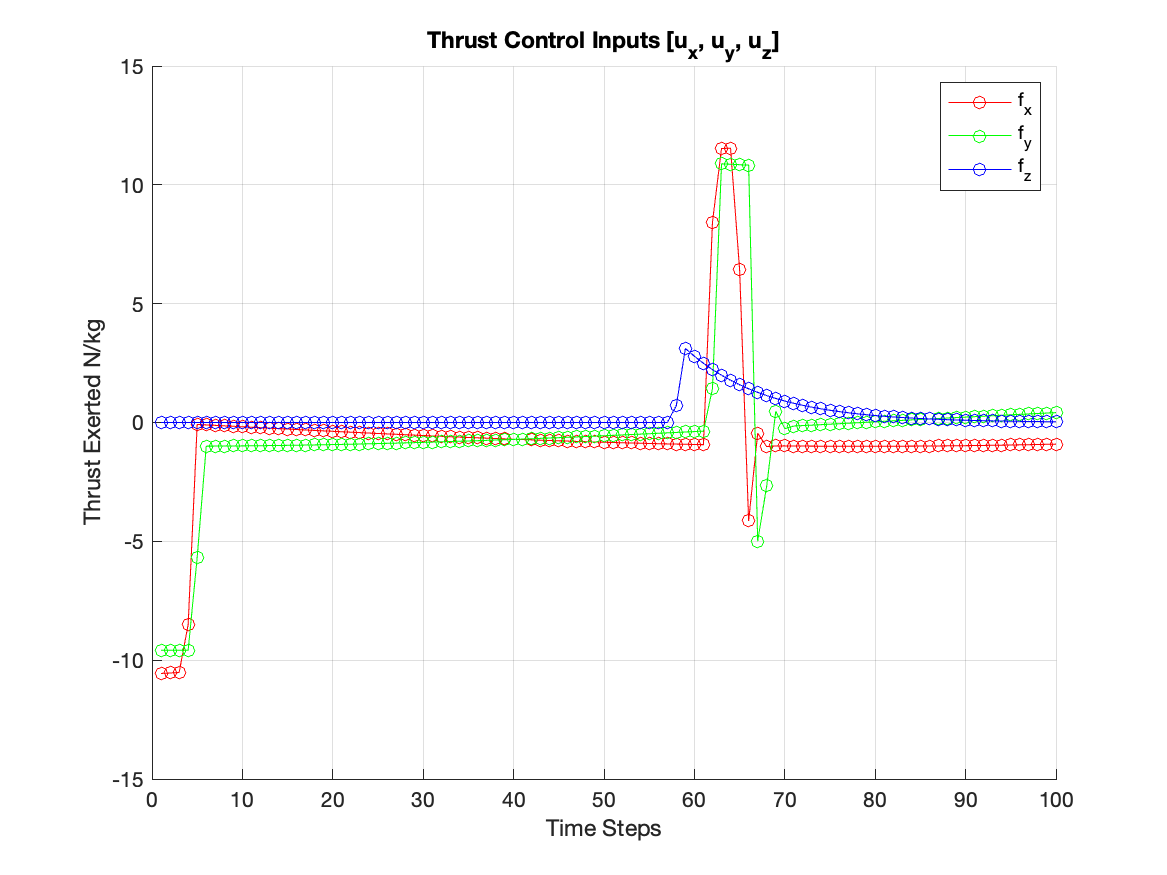 Thrust Control Inputs [u_x, u_y, u_z]
15
10
5
0
-5
-10
-15
Thrust Exerted N/kg
0 10 20 30 40 50 60 70 80 90 100
Time Steps
f_x
f_y
f_z